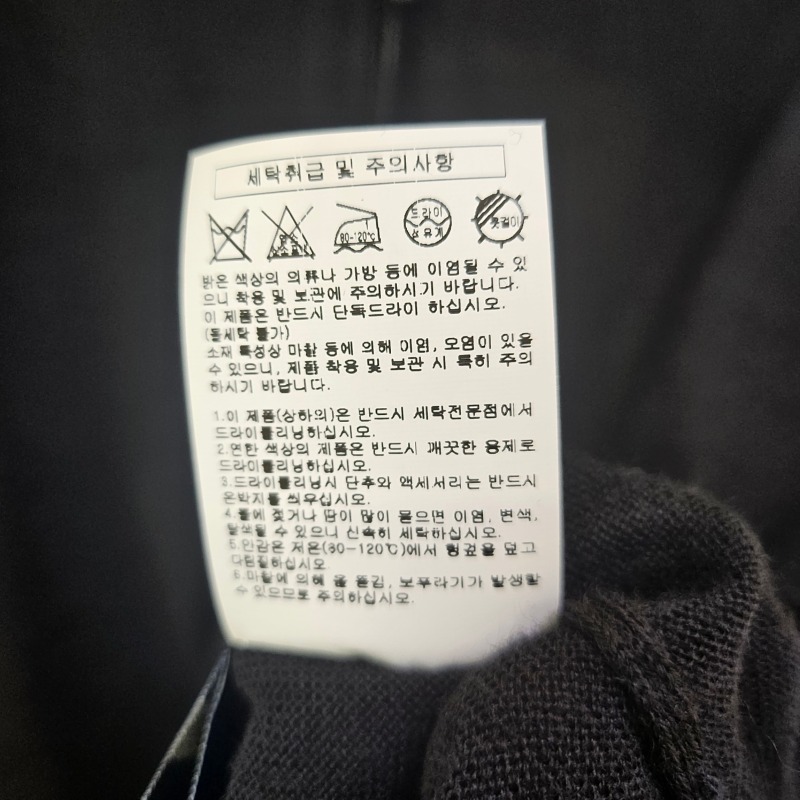 세탁취급 및 주의사항
80-120℃
드라이
석유계
옷걸이
밝은 색상의 의류나 가방 등에 이염될 수 있
으니 착용 및 보관에 주의하시기 바랍니다.
이 제품은 반드시 단독드라이 하십시오.
(물세탁 불가)
소재 특성상 마찰 등에 의해 이염, 오염이 있을
수 있으니, 제품 착용 및 보관 시 특히 주의
하시기 바랍니다.
1.이 제품(상하의)은 반드시 세탁전문점에서
드라이클리닝하십시오.
2.연한 색상의 제품은 반드시 깨끗한 용제로
드라이클리닝하십시오.
3.드라이클리닝시 단추와 액세서리는 반드시
은박지를 씌우십시오.
4.물에 젖거나 땀이 많이 묻으면 이염, 변색,
탈색될 수 있으니 신속히 세탁하십시오.
5.안감은 저온(80-120℃)에서 헝겊을 덮고
다림질하십시오.
6.마찰에 의해 올 뜯김, 보푸라기가 발생할
수 있으므로 주의하십시오.